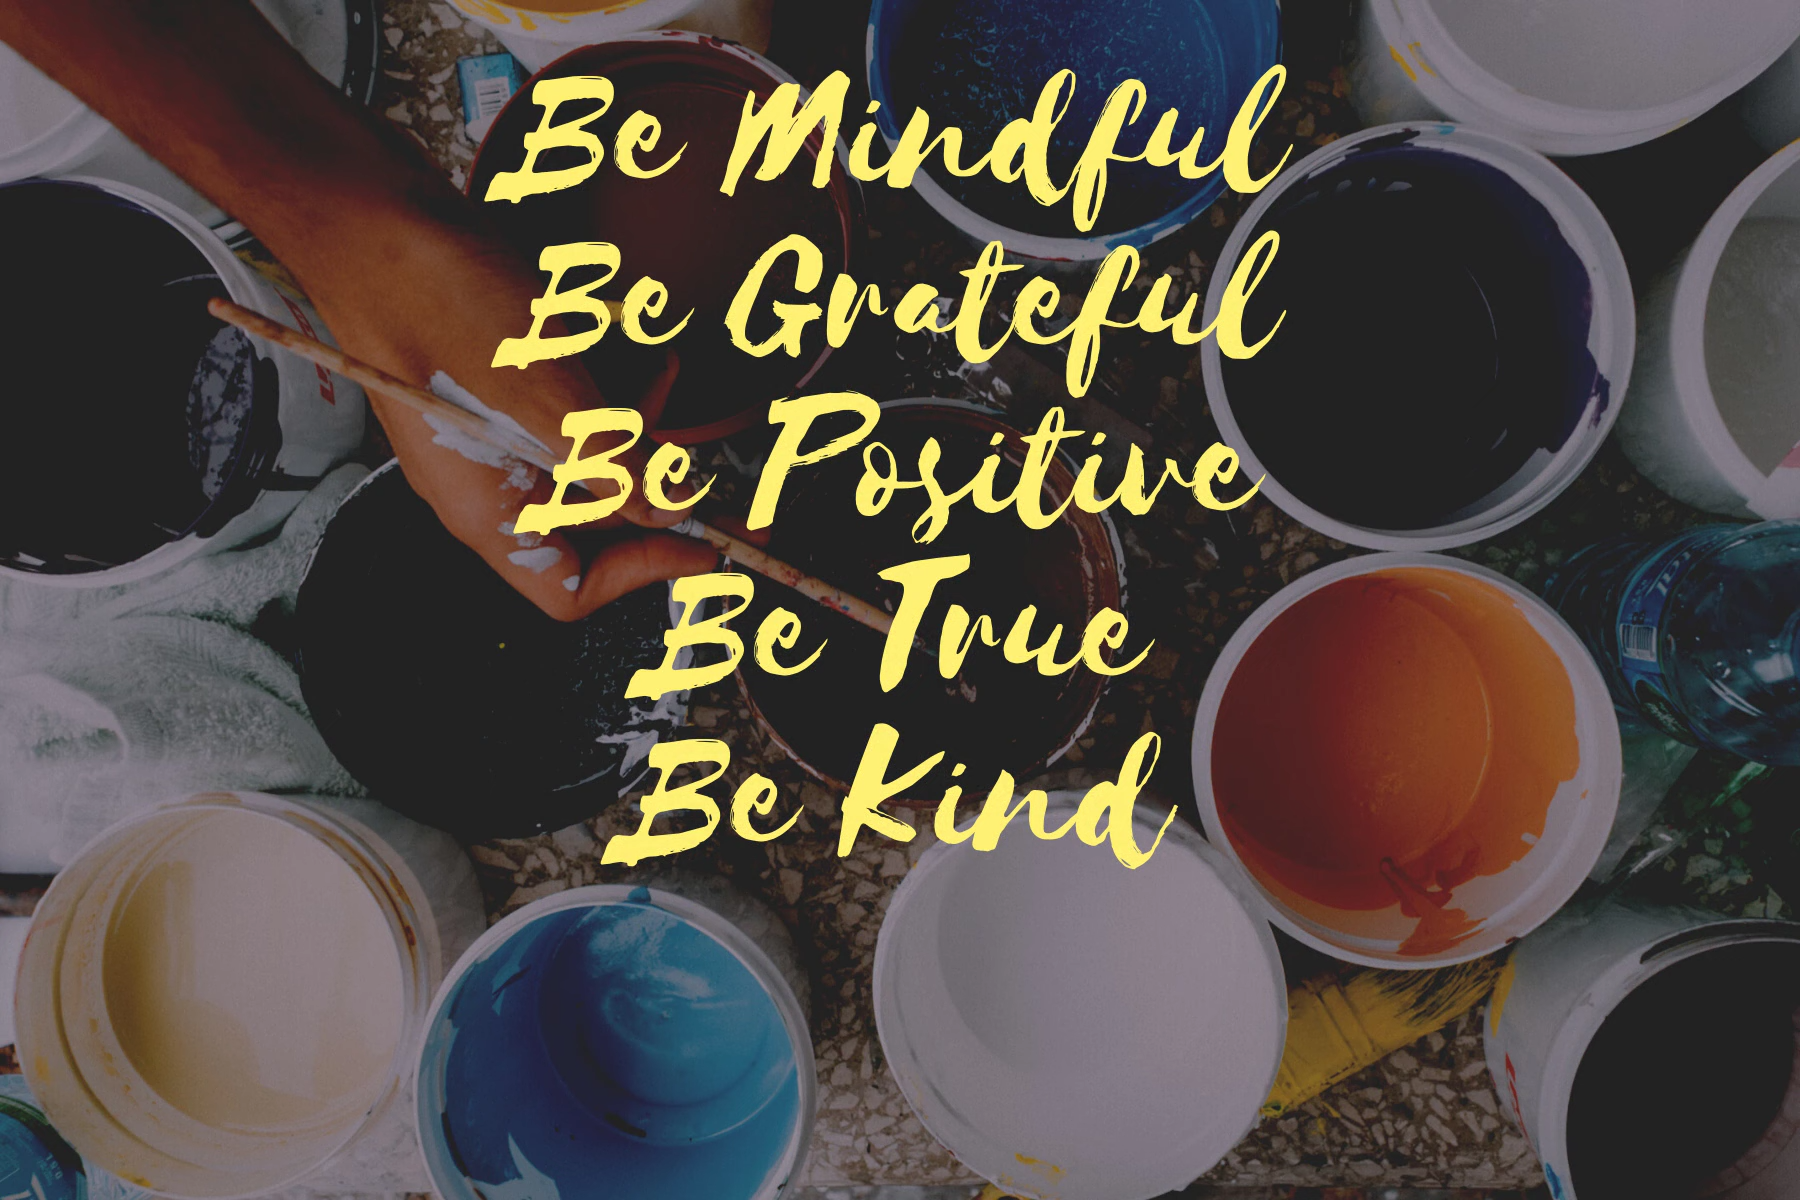 Be Mindful
Be Grateful
Be Positive
Be True
Be Kind